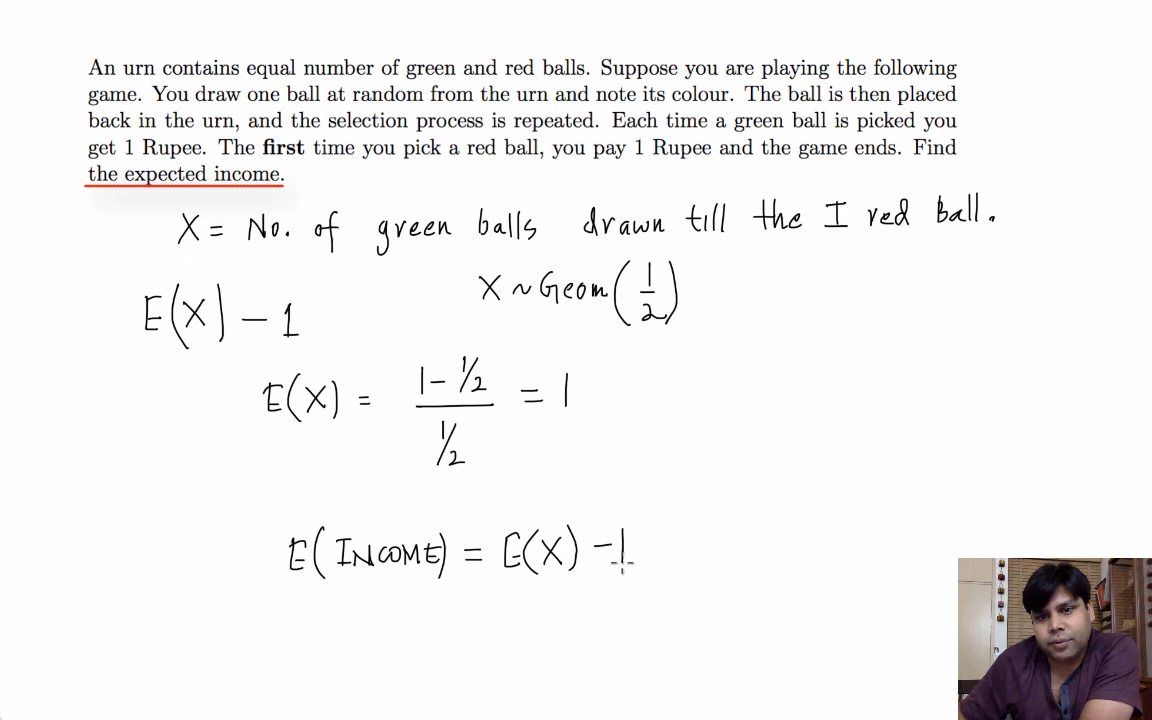 An urn contains equal number of green and red balls. Suppose you are playing the following
game. You draw one ball at random from the urn and note its colour. The ball is then placed
back in the urn, and the selection process is repeated. Each time a green ball is picked you
get 1 Rupee. The first time you pick a red ball, you pay 1 Rupee and the game ends. Find
the expected income.
X = No. of green balls drawn till the I red ball.
X ~ Geom(1/2)
E(X) - 1
E(X) = (1 - 1/2)/(1/2) = 1
E(INCOME) = E(X) - 1